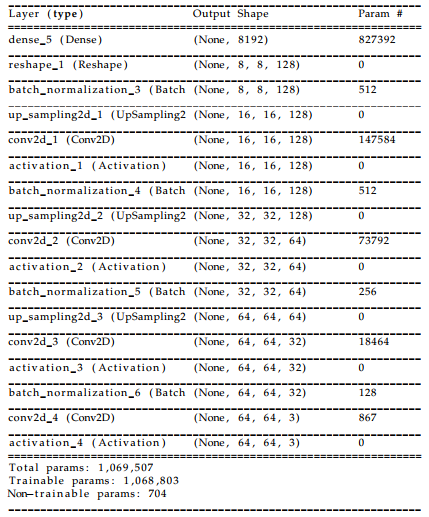 Layer (type) Output Shape Param #
dense_5 (Dense) (None, 8192) 827392
reshape_1 (Reshape) (None, 8, 8, 128) 0
batch_normalization_3 (Batch (None, 8, 8, 128) 512
up_sampling2d_1 (UpSampling2 (None, 16, 16, 128) 0
conv2d_1 (Conv2D) (None, 16, 16, 128) 147584
activation_1 (Activation) (None, 16, 16, 128) 0
batch_normalization_4 (Batch (None, 16, 16, 128) 512
up_sampling2d_2 (UpSampling2 (None, 32, 32, 128) 0
conv2d_2 (Conv2D) (None, 32, 32, 64) 73792
activation_2 (Activation) (None, 32, 32, 64) 0
batch_normalization_5 (Batch (None, 32, 32, 64) 256
up_sampling2d_3 (UpSampling2 (None, 64, 64, 64) 0
conv2d_3 (Conv2D) (None, 64, 64, 32) 18464
activation_3 (Activation) (None, 64, 64, 32) 0
batch_normalization_6 (Batch (None, 64, 64, 32) 128
conv2d_4 (Conv2D) (None, 64, 64, 3) 867
activation_4 (Activation) (None, 64, 64, 3) 0
Total params: 1,069,507
Trainable params: 1,068,803
Non-trainable params: 704